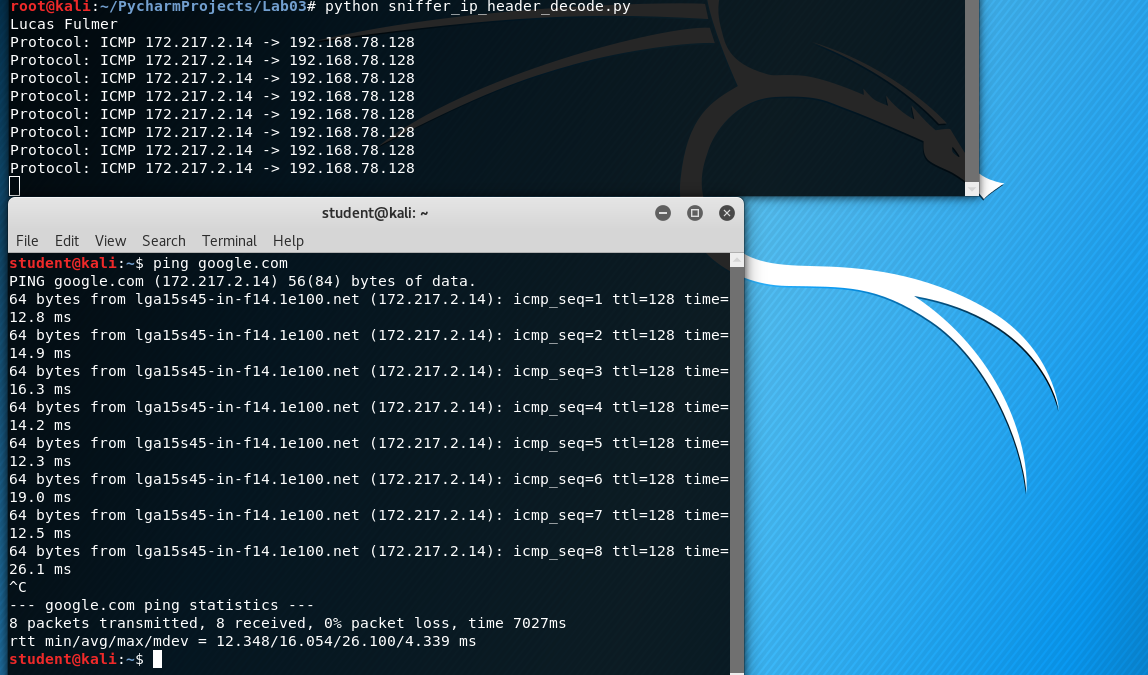 root@kali:~/PycharmProjects/Lab03# python sniffer_ip_header_decode.py
Lucas Fulmer
Protocol: ICMP 172.217.2.14 -> 192.168.78.128
Protocol: ICMP 172.217.2.14 -> 192.168.78.128
Protocol: ICMP 172.217.2.14 -> 192.168.78.128
Protocol: ICMP 172.217.2.14 -> 192.168.78.128
Protocol: ICMP 172.217.2.14 -> 192.168.78.128
Protocol: ICMP 172.217.2.14 -> 192.168.78.128
Protocol: ICMP 172.217.2.14 -> 192.168.78.128
Protocol: ICMP 172.217.2.14 -> 192.168.78.128
student@kali: ~
File Edit View Search Terminal Help
student@kali:~$ ping google.com
PING google.com (172.217.2.14) 56(84) bytes of data.
64 bytes from lga15s45-in-f14.1e100.net (172.217.2.14): icmp_seq=1 ttl=128 time=
12.8 ms
64 bytes from lga15s45-in-f14.1e100.net (172.217.2.14): icmp_seq=2 ttl=128 time=
14.9 ms
64 bytes from lga15s45-in-f14.1e100.net (172.217.2.14): icmp_seq=3 ttl=128 time=
16.3 ms
64 bytes from lga15s45-in-f14.1e100.net (172.217.2.14): icmp_seq=4 ttl=128 time=
14.2 ms
64 bytes from lga15s45-in-f14.1e100.net (172.217.2.14): icmp_seq=5 ttl=128 time=
12.3 ms
64 bytes from lga15s45-in-f14.1e100.net (172.217.2.14): icmp_seq=6 ttl=128 time=
19.0 ms
64 bytes from lga15s45-in-f14.1e100.net (172.217.2.14): icmp_seq=7 ttl=128 time=
12.5 ms
64 bytes from lga15s45-in-f14.1e100.net (172.217.2.14): icmp_seq=8 ttl=128 time=
26.1 ms
^C
--- google.com ping statistics ---
8 packets transmitted, 8 received, 0% packet loss, time 7027ms
rtt min/avg/max/mdev = 12.348/16.054/26.100/4.339 ms
student@kali:~$